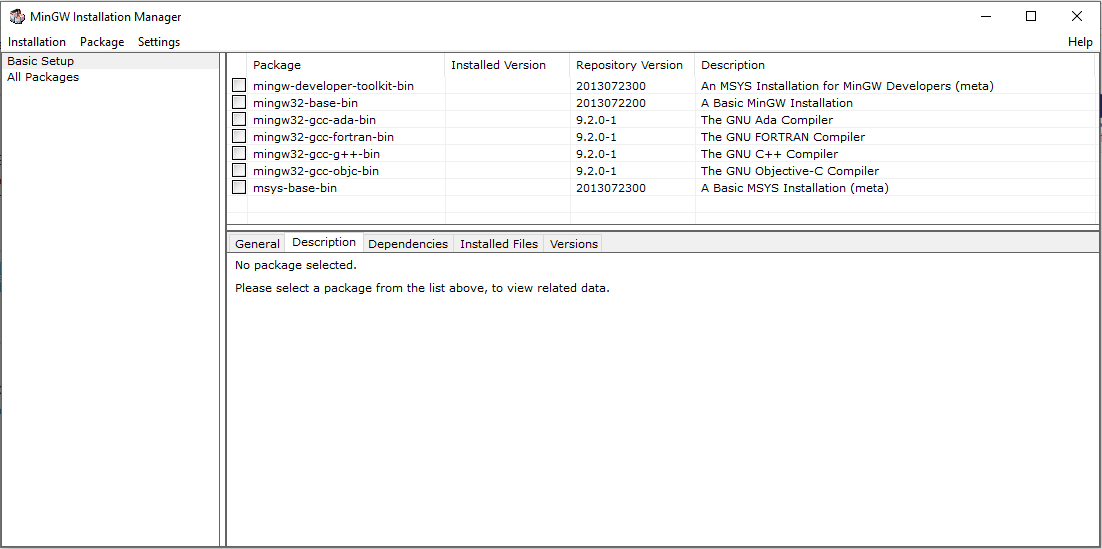 MinGW Installation Manager
Installation Package Settings Help
Basic Setup
All Packages
Package Installed Version Repository Version Description
mingw-developer-toolkit-bin 2013072300 An MSYS Installation for MinGW Developers (meta)
mingw32-base-bin 2013072200 A Basic MinGW Installation
mingw32-gcc-ada-bin 9.2.0-1 The GNU Ada Compiler
mingw32-gcc-fortran-bin 9.2.0-1 The GNU FORTRAN Compiler
mingw32-gcc-g++-bin 9.2.0-1 The GNU C++ Compiler
mingw32-gcc-objc-bin 9.2.0-1 The GNU Objective-C Compiler
msys-base-bin 2013072300 A Basic MSYS Installation (meta)
General Description Dependencies Installed Files Versions
No package selected.
Please select a package from the list above, to view related data.